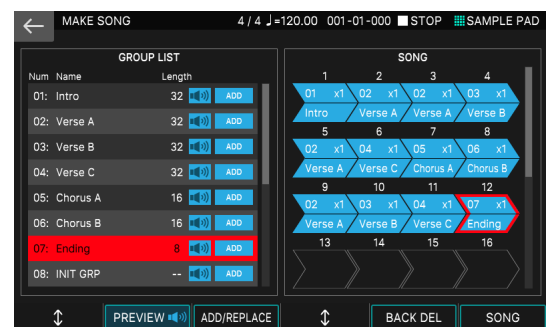 MAKE SONG 4 / 4 ♩=120.00 001-01-000 STOP SAMPLE PAD
GROUP LIST
Num Name Length
01: Intro 32 ADD
02: Verse A 32 ADD
03: Verse B 32 ADD
04: Verse C 32 ADD
05: Chorus A 16 ADD
06: Chorus B 16 ADD
07: Ending 8 ADD
08: INIT GRP -- ADD
SONG
1 2 3 4
01 x1 02 x1 02 x1 03 x1
Intro Verse A Verse A Verse B
5 6 7 8
02 x1 04 x1 05 x1 06 x1
Verse A Verse C Chorus A Chorus B
9 10 11 12
02 x1 03 x1 04 x1 07 x1
Verse A Verse B Verse C Ending
13 14 15 16
PREVIEW ADD/REPLACE BACK DEL SONG